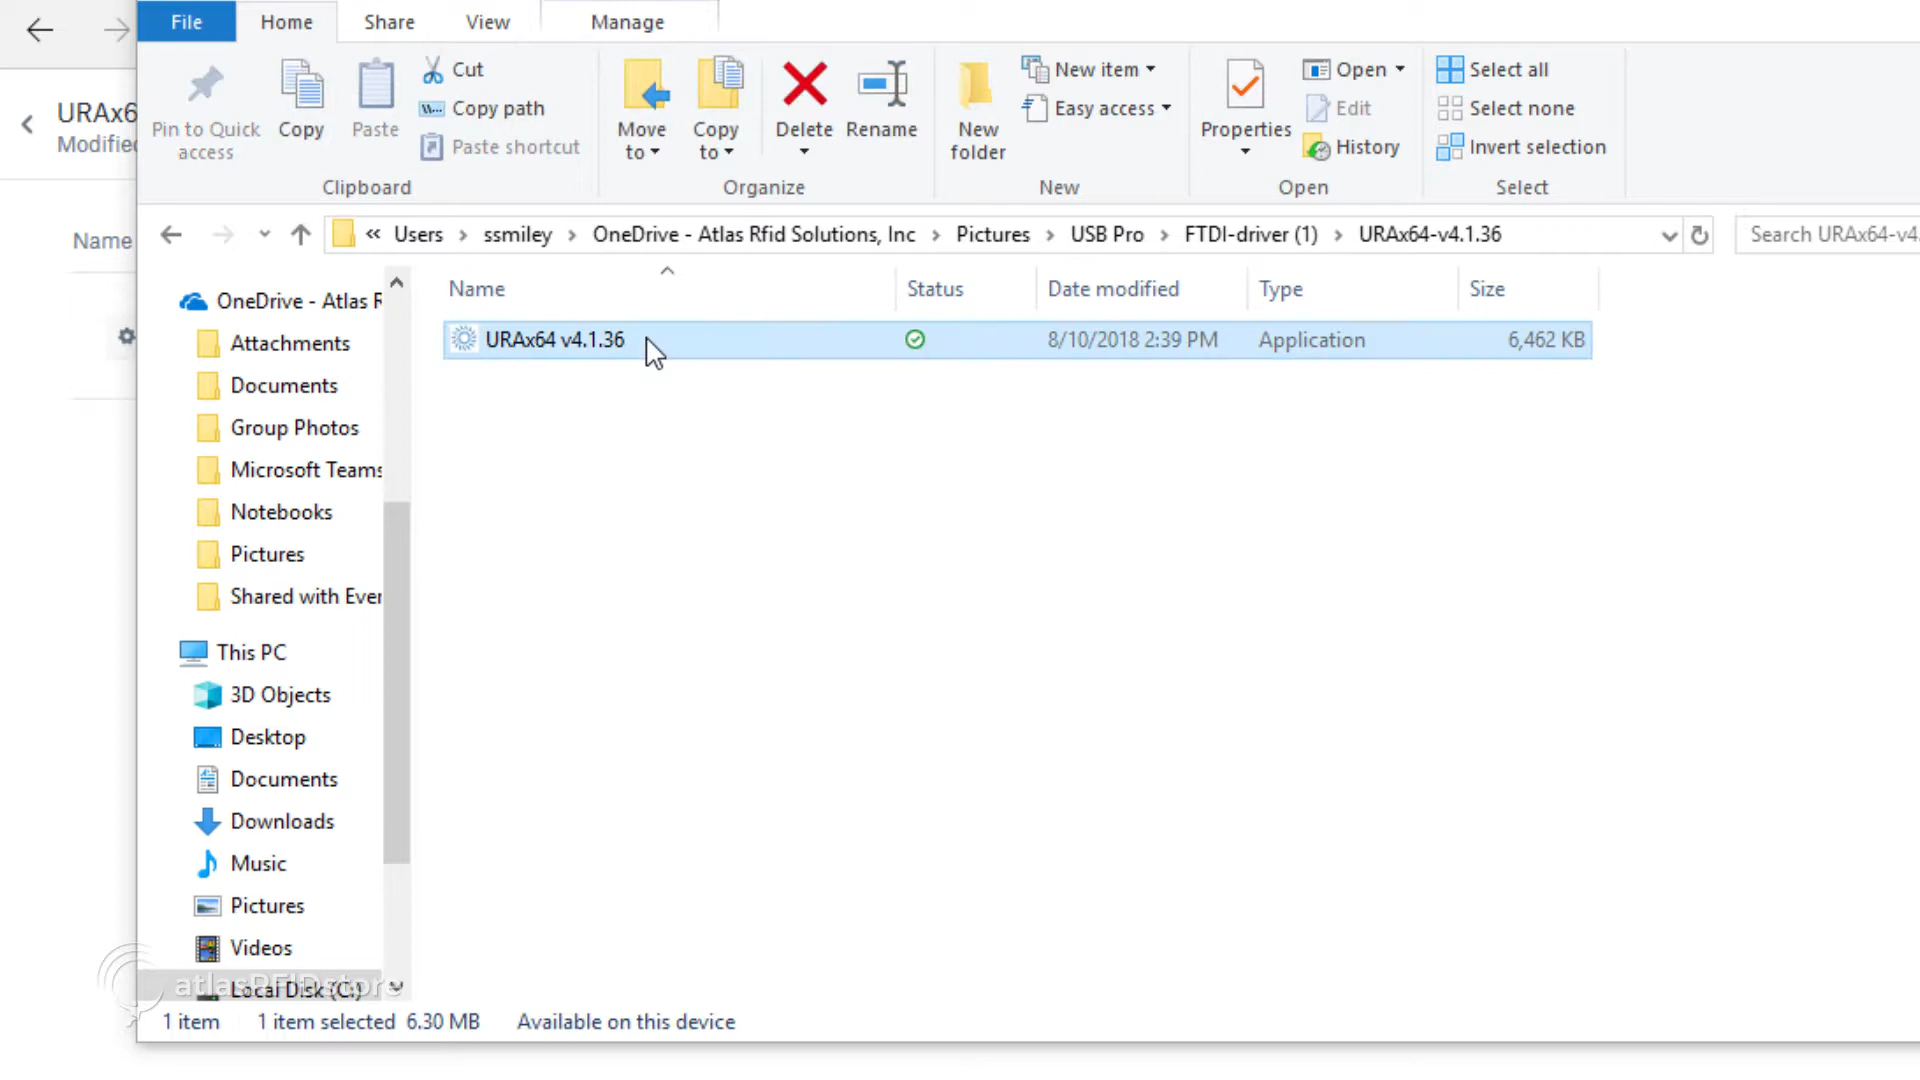 File Home Share View Manage
URAx6
Modified
Name
Pin to Quick access
Copy
Paste
Cut
Copy path
Paste shortcut
Clipboard
Move to
Copy to
Delete
Rename
Organize
New folder
New item
Easy access
New
Properties
Open
Edit
History
Open
Select all
Select none
Invert selection
Select
« Users > ssmiley > OneDrive - Atlas Rfid Solutions, Inc > Pictures > USB Pro > FTDI-driver (1) > URAx64-v4.1.36
Search URAx64-v4.
Name Status Date modified Type Size
URAx64 v4.1.36 8/10/2018 2:39 PM Application 6,462 KB
OneDrive - Atlas R
Attachments
Documents
Group Photos
Microsoft Teams
Notebooks
Pictures
Shared with Ever
This PC
3D Objects
Desktop
Documents
Downloads
Music
Pictures
Videos
Local Disk (C:)
atlasRFIDstore
1 item 1 item selected 6.30 MB Available on this device